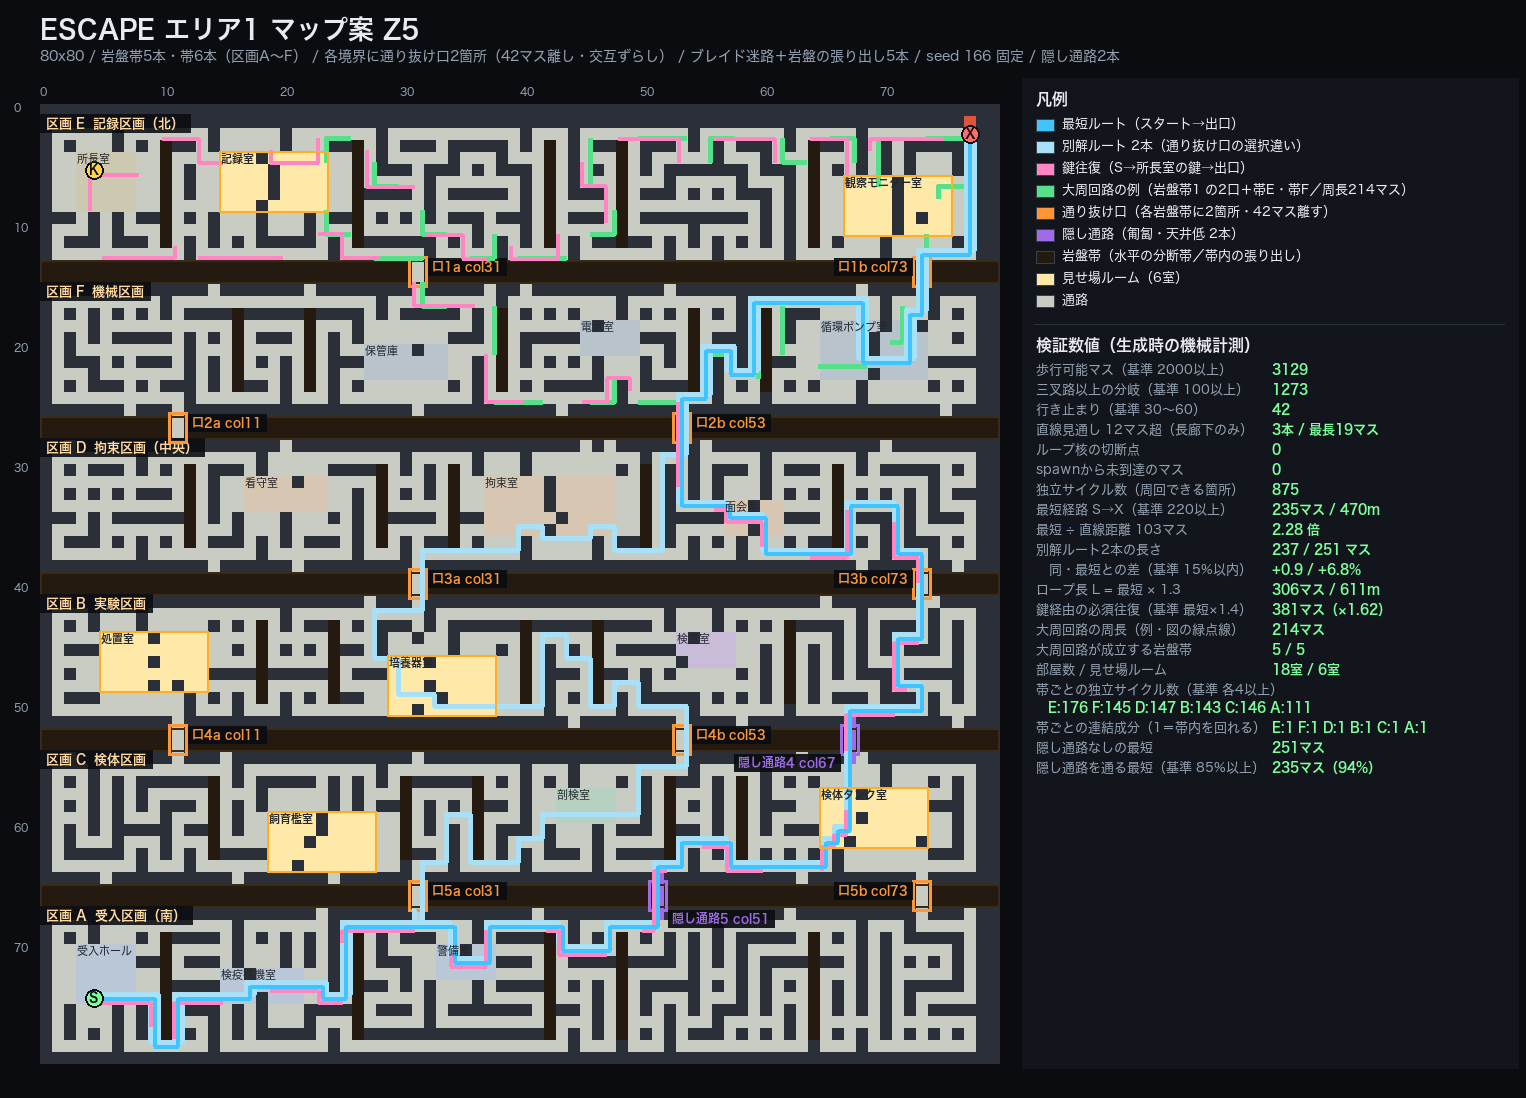 ESCAPE エリア1 マップ案 Z5
80x80 / 岩盤帯5本・帯6本（区画A〜F） / 各境界に通り抜け口2箇所（42マス離し・交互ずらし） / ブレイド迷路＋岩盤の張り出し5本 / seed 166 固定 / 隠し通路2本
0 10 20 30 40 50 60 70
0
区画 E 記録区画（北）
所長室
K
記録室
観察モニター室
X
10
口1a col31
口1b col73
区画 F 機械区画
20
保管庫
循環ポンプ室
口2a col11
口2b col53
区画 D 拘束区画（中央）
30
看守室
拘束室
面会
40
口3a col31
口3b col73
区画 B 実験区画
処置室
培養器室
50
口4a col11
口4b col53
隠し通路4 col67
区画 C 検体区画
剖検室
検体タンク室
飼育檻室
60
口5a col31
口5b col73
隠し通路5 col51
区画 A 受入区画（南）
70
受入ホール
警備
S
凡例
最短ルート（スタート→出口）
別解ルート 2本（通り抜け口の選択違い）
鍵往復（S→所長室の鍵→出口）
大周回路の例（岩盤帯1 の2口＋帯E・帯F／周長214マス）
通り抜け口（各岩盤帯に2箇所・42マス離す）
隠し通路（匍匐・天井低 2本）
岩盤帯（水平の分断帯／帯内の張り出し）
見せ場ルーム（6室）
通路
検証数値（生成時の機械計測）
歩行可能マス（基準 2000以上） 3129
三叉路以上の分岐（基準 100以上） 1273
行き止まり（基準 30〜60） 42
直線見通し 12マス超（長廊下のみ） 3本 / 最長19マス
ループ核の切断点 0
spawnから未到達のマス 0
独立サイクル数（周回できる箇所） 875
最短経路 S→X（基準 220以上） 235マス / 470m
最短 ÷ 直線距離 103マス 2.28 倍
別解ルート2本の長さ 237 / 251 マス
同・最短との差（基準 15%以内） +0.9 / +6.8%
ロープ長 L = 最短 × 1.3 306マス / 611m
鍵経由の必須往復（基準 最短×1.4） 381マス（×1.62）
大周回路の周長（例・図の緑点線） 214マス
大周回路が成立する岩盤帯 5 / 5
部屋数 / 見せ場ルーム 18室 / 6室
帯ごとの独立サイクル数（基準 各4以上）
E:176 F:145 D:147 B:143 C:146 A:111
帯ごとの連結成分（1＝帯内を回れる） E:1 F:1 D:1 B:1 C:1 A:1
隠し通路なしの最短 251マス
隠し通路を通る最短（基準 85%以上） 235マス（94%）